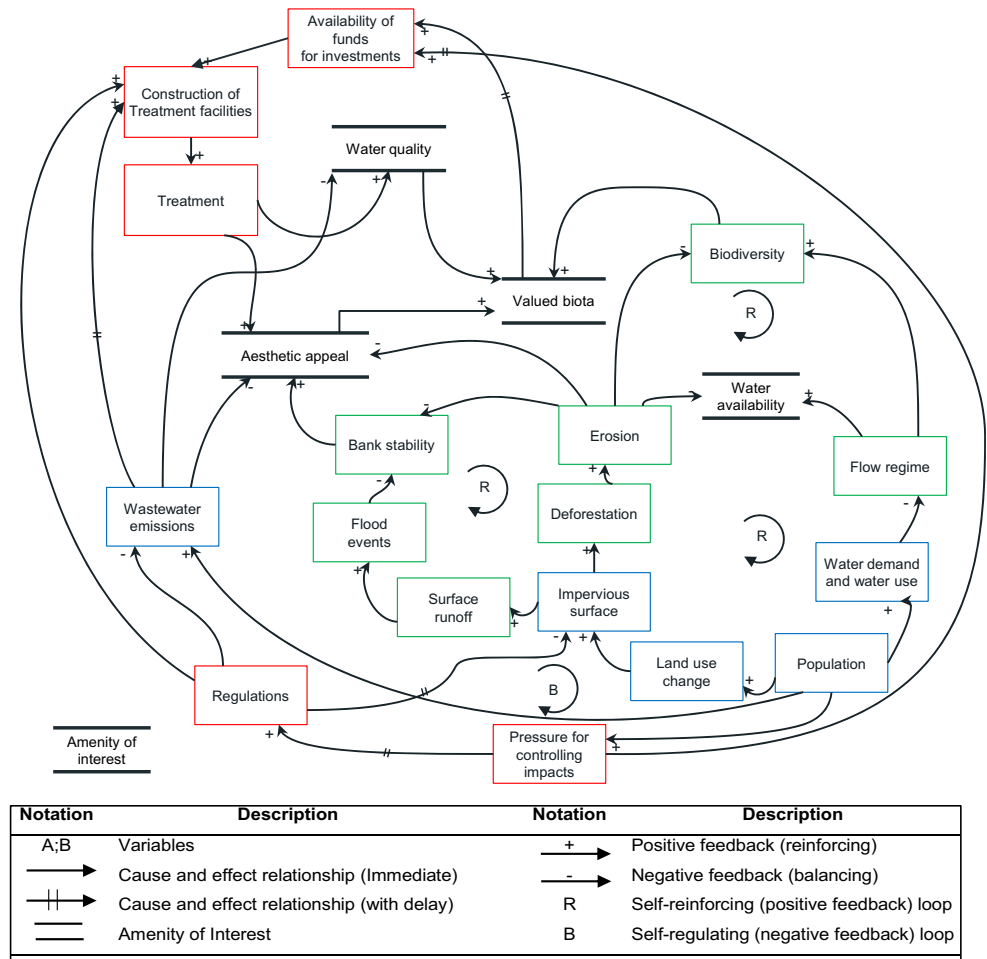 Availability of
funds
for investments
+
+
+
+
+
Construction of
Treatment facilities
+
Treatment
Water quality
-
+
Biodiversity
-
+
+
+
Valued biota
R
+
+
Aesthetic appeal
-
-
+
Water
availability
-
+
-
Bank stability
Erosion
+
Flow regime
-
R
-
Wastewater
emissions
Flood
events
Deforestation
+
R
-
+
+
Water demand
and water use
+
Surface
runoff
+
Impervious
surface
-
+
Land use
change
+
Population
Regulations
+
B
Pressure for
controlling
impacts
+
Amenity of
interest
Notation Description Notation Description
A;B Variables + Positive feedback (reinforcing)
Cause and effect relationship (Immediate) - Negative feedback (balancing)
Cause and effect relationship (with delay) R Self-reinforcing (positive feedback) loop
Amenity of Interest B Self-regulating (negative feedback) loop